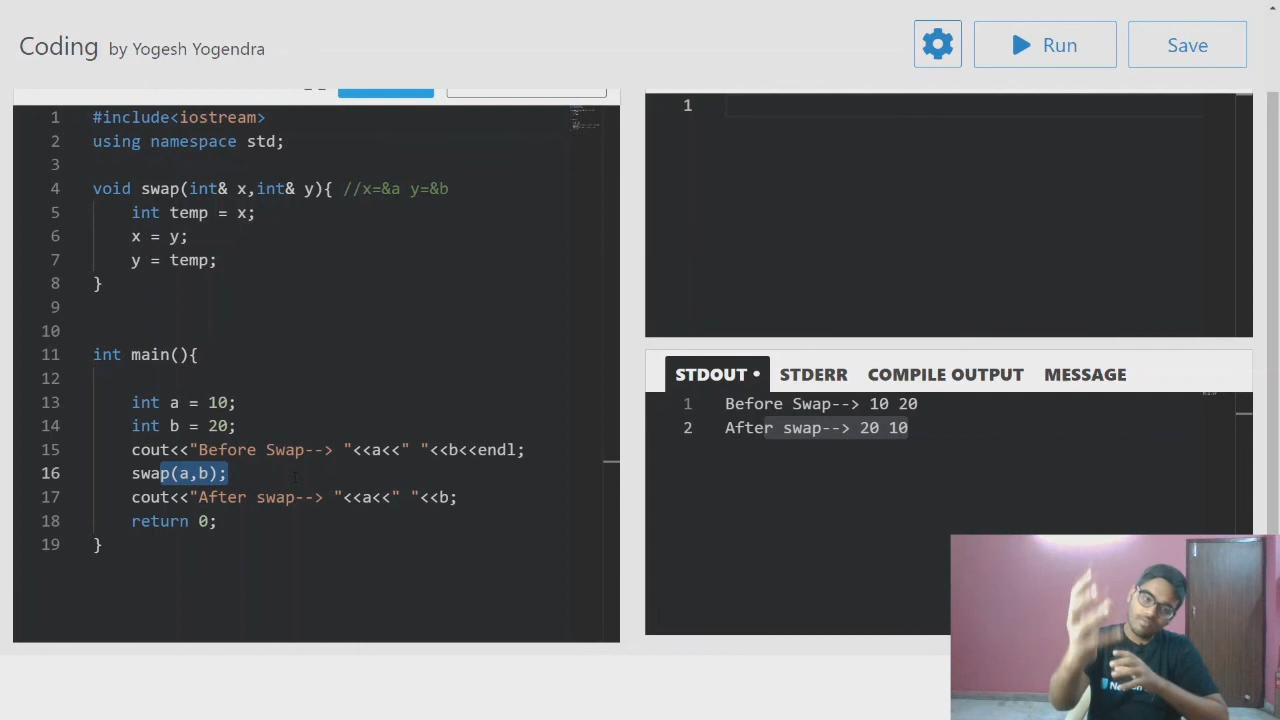 Coding by Yogesh Yogendra
Run
Save
1 #include<iostream>
2 using namespace std;
3
4 void swap(int& x,int& y){ //x=&a y=&b
5 int temp = x;
6 x = y;
7 y = temp;
8 }
9
10
11 int main(){
12
13 int a = 10;
14 int b = 20;
15 cout<<"Before Swap--> "<<a<<" "<<b<<endl;
16 swap(a,b);
17 cout<<"After swap--> "<<a<<" "<<b;
18 return 0;
19 }
1
STDOUT • STDERR COMPILE OUTPUT MESSAGE
1 Before Swap--> 10 20
2 After swap--> 20 10